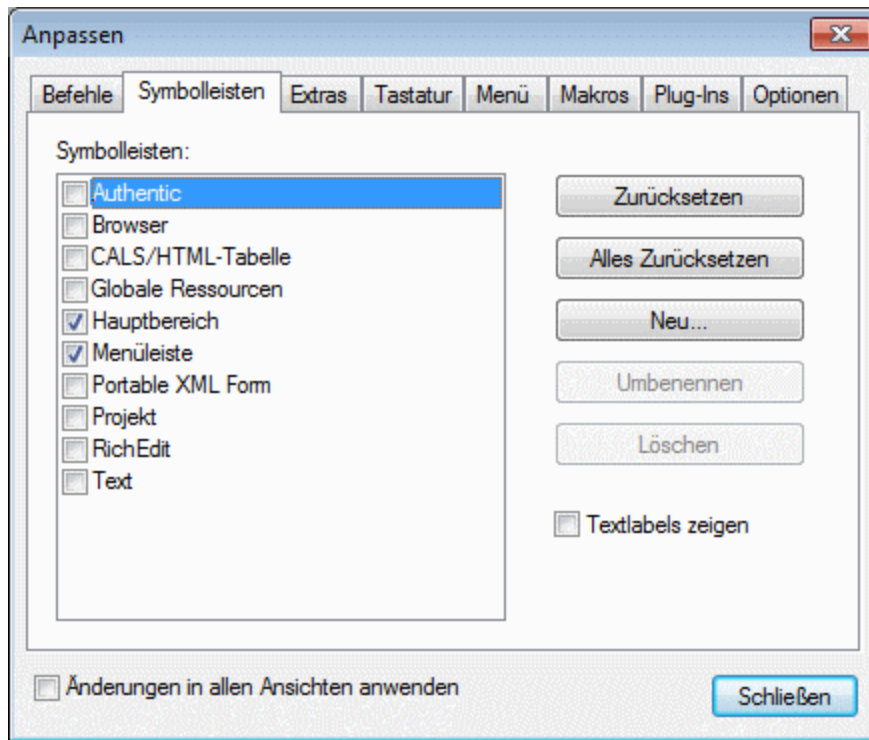 Anpassen
Befehle Symbolleisten Extras Tastatur Menü Makros Plug-Ins Optionen
Symbolleisten:
Authentic
Browser
CALS/HTML-Tabelle
Globale Ressourcen
Hauptbereich
Menüleiste
Portable XML Form
Projekt
RichEdit
Text
Zurücksetzen
Alles Zurücksetzen
Neu...
Umbenennen
Löschen
Textlabels zeigen
Änderungen in allen Ansichten anwenden
Schließen